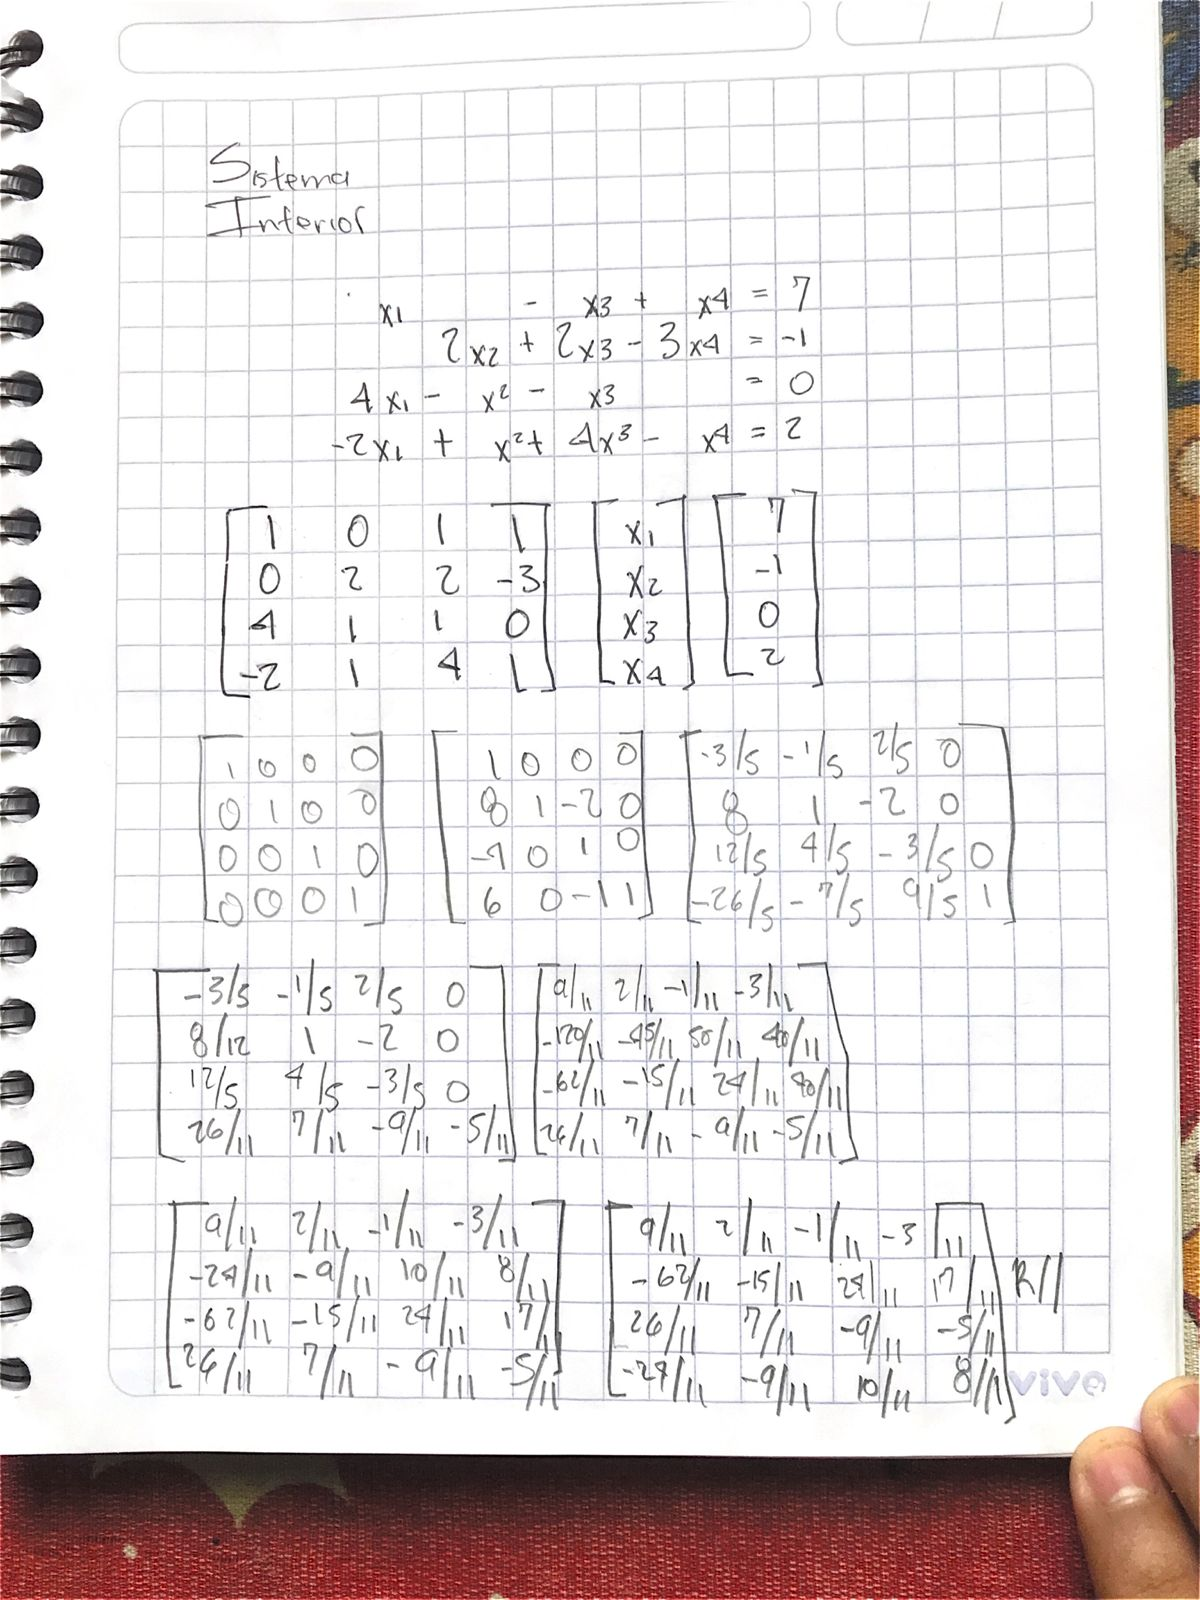 Sistema
Inferior
x1 - x3 + x4 = 7
2x2 + 2x3 - 3x4 = -1
4x1 - x2 - x3 = 0
-2x1 + x2 + 4x3 - x4 = 2
1 0 1 1 x1 7
0 2 2 -3 x2 -1
4 1 1 0 x3 0
-2 1 4 1 x4 2
1 0 0 0 1 0 0 0 -3/5 -1/5 2/5 0
0 1 0 0 8 1 -2 0 8 1 -2 0
0 0 1 0 -4 0 1 0 12/5 4/5 -3/5 0
0 0 0 1 6 0 -1 1 -26/5 -7/5 9/5 1
-3/5 -1/5 2/5 0 9/11 2/11 -1/11 -3/11
8/12 1 -2 0 -120/11 -45/11 50/11 40/11
12/5 4/5 -3/5 0 -62/11 -15/11 24/11 40/11
26/11 7/11 -9/11 -5/11 26/11 7/11 -9/11 -5/11
9/11 2/11 -1/11 -3/11 9/11 2/11 -1/11 -3/11
-24/11 -9/11 10/11 8/11 -62/11 -15/11 24/11 17/11 R//
-62/11 -15/11 24/11 17/ 26/11 7/11 -9/11 -5/11
26/11 7/11 -9/11 -5/11 -24/11 -9/11 10/11 8/11
vive